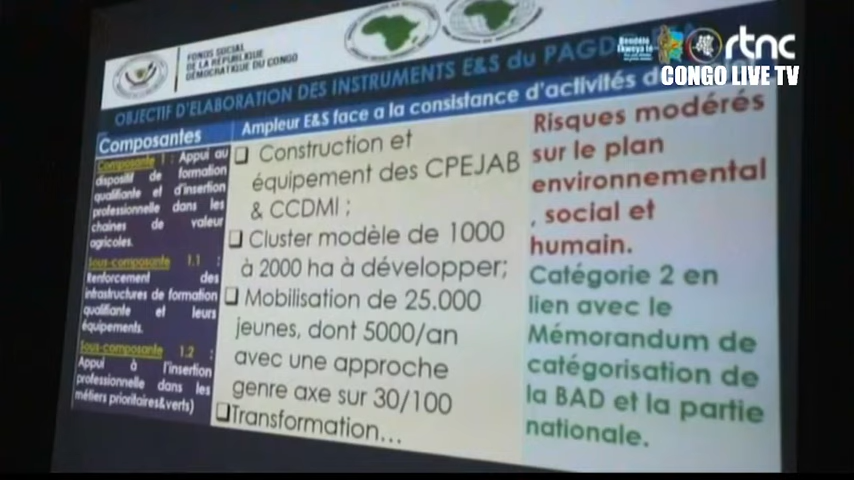 rtnc
CONGO LIVE TV
FONDS SOCIAL
DE LA RÉPUBLIQUE
DÉMOCRATIQUE DU CONGO
OBJECTIF D'ELABORATION DES INSTRUMENTS E&S du
Composantes
Ampleur E&S face a la consistance d'activités
Composante 1 : Appui au
dispositif de formation
qualifiante et d'insertion
professionnelle dans les
chaines de valeur
agricoles.
Sous-composante 1.1 :
Renforcement des
infrastructures de formation
qualifiante et leurs
équipements.
Sous-composante 1.2 :
Appui à l'insertion
professionnelle dans les
métiers prioritaires&verts)
❑ Construction et
équipement des CPEJAB
& CCDMI ;
❑ Cluster modèle de 1000
à 2000 ha à développer;
❑ Mobilisation de 25.000
jeunes, dont 5000/an
avec une approche
genre axe sur 30/100
❑Transformation...
Risques modérés
sur le plan
environnemental
, social et
humain.
Catégorie 2 en
lien avec le
Mémorandum de
catégorisation de
la BAD et la partie
nationale.